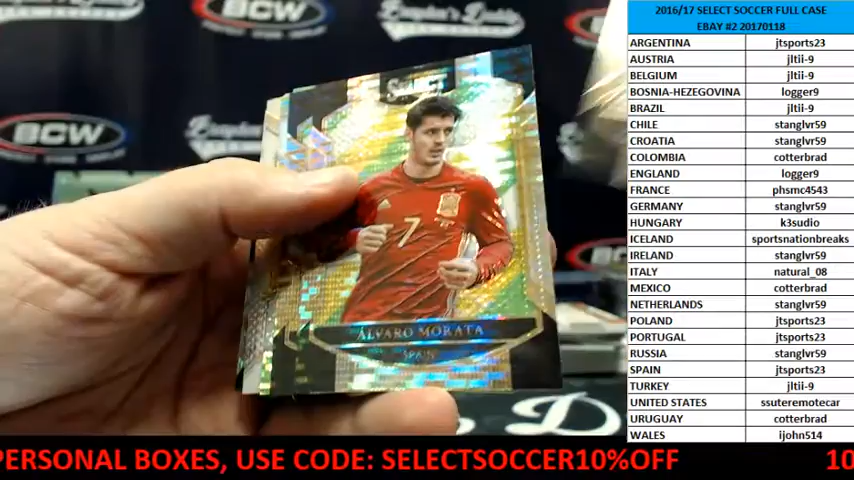 2016/17 SELECT SOCCER FULL CASE
EBAY #2 20170118
ARGENTINA jtsports23
AUSTRIA jltii-9
BELGIUM jltii-9
BOSNIA-HEZEGOVINA logger9
BRAZIL jltii-9
CHILE stanglvr59
CROATIA stanglvr59
COLOMBIA cotterbrad
ENGLAND logger9
FRANCE phsmc4543
GERMANY stanglvr59
HUNGARY k3sudio
ICELAND sportsnationbreaks
IRELAND stanglvr59
ITALY natural_08
MEXICO cotterbrad
NETHERLANDS stanglvr59
POLAND jtsports23
PORTUGAL jtsports23
RUSSIA stanglvr59
SPAIN jtsports23
TURKEY jltii-9
UNITED STATES ssuteremotecar
URUGUAY cotterbrad
WALES ijohn514
BCW
BCW
SELECT
7
ÁLVARO MORATA
SPAIN
PERSONAL BOXES, USE CODE: SELECTSOCCER10%OFF 10